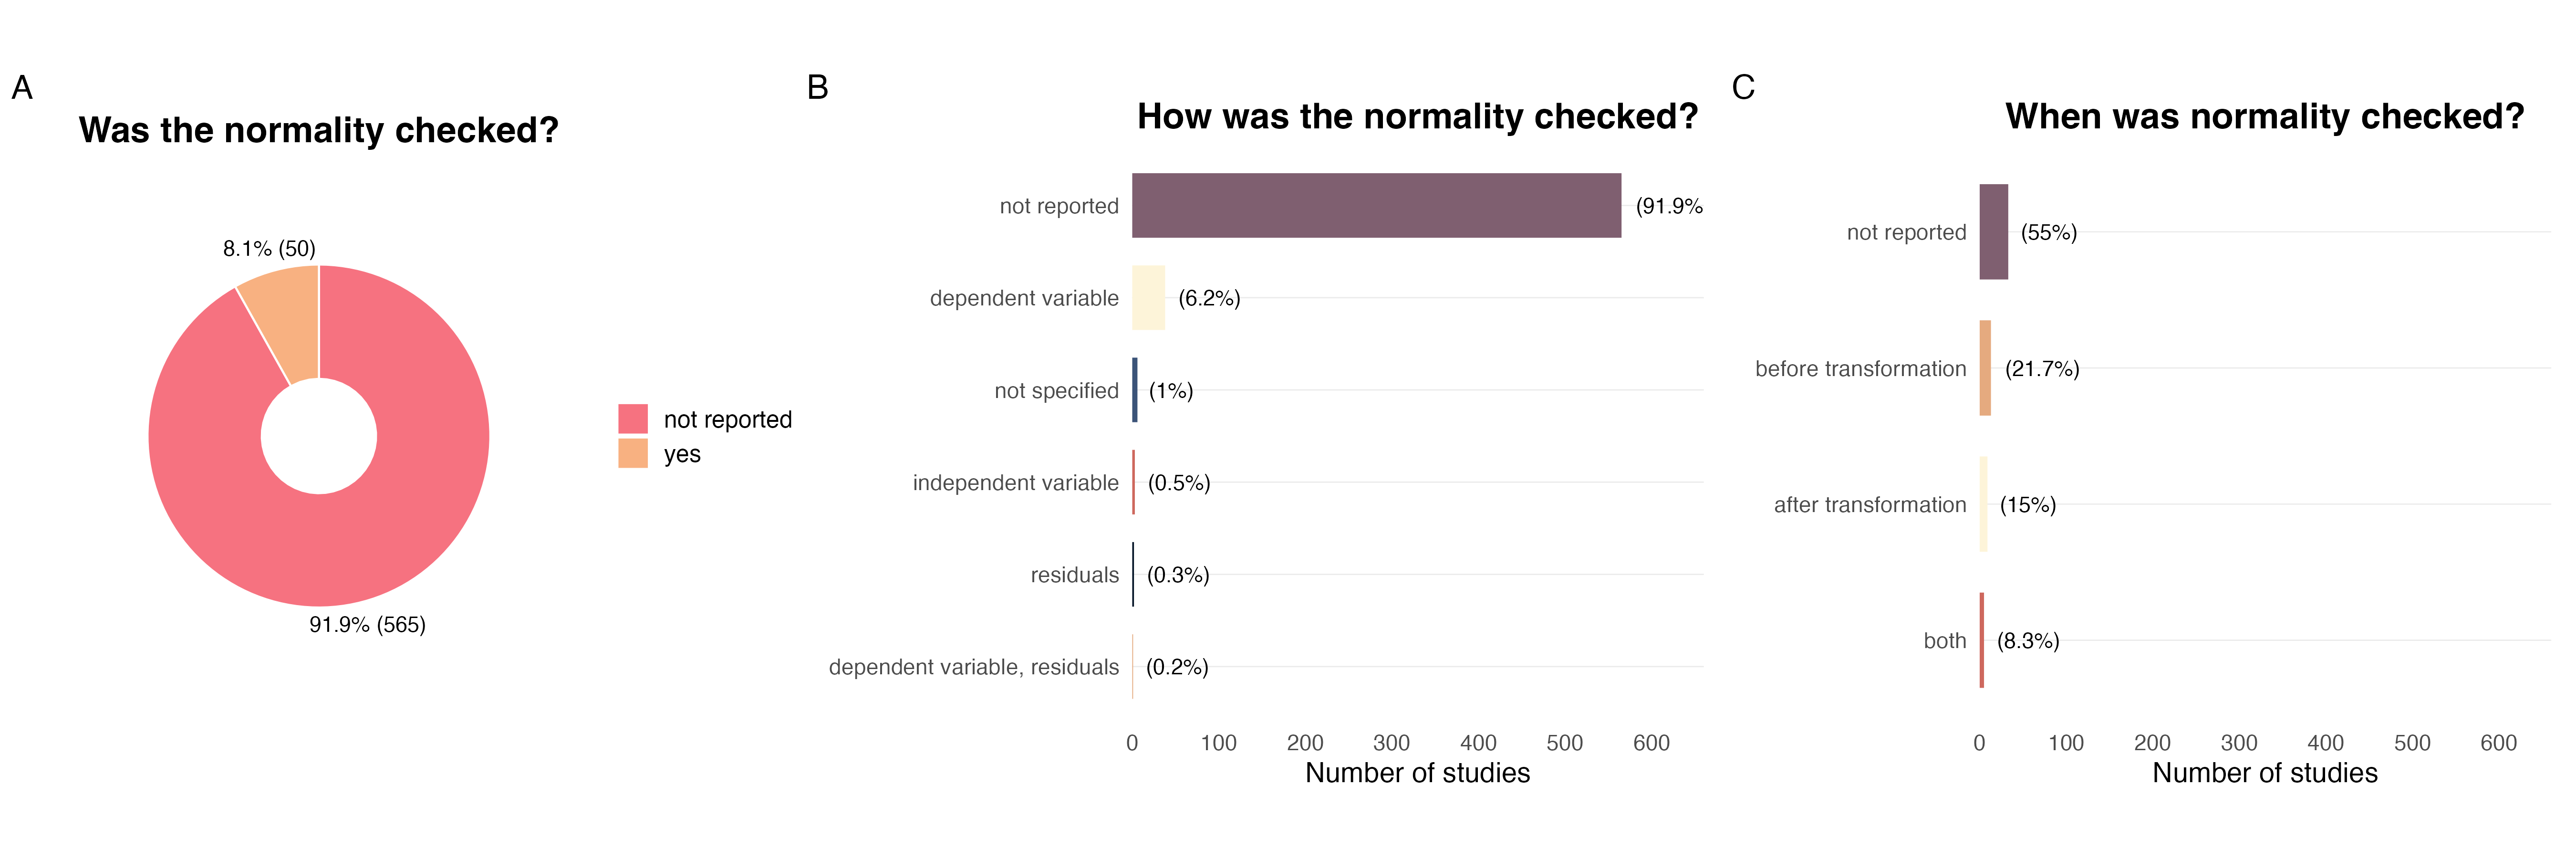 A
Was the normality checked?
8.1% (50)
91.9% (565)
not reported
yes
B
How was the normality checked?
not reported
(91.9%
dependent variable
(6.2%)
not specified
(1%)
independent variable
(0.5%)
residuals
(0.3%)
dependent variable, residuals
(0.2%)
0 100 200 300 400 500 600
Number of studies
C
When was normality checked?
not reported
(55%)
before transformation
(21.7%)
after transformation
(15%)
both
(8.3%)
0 100 200 300 400 500 600
Number of studies